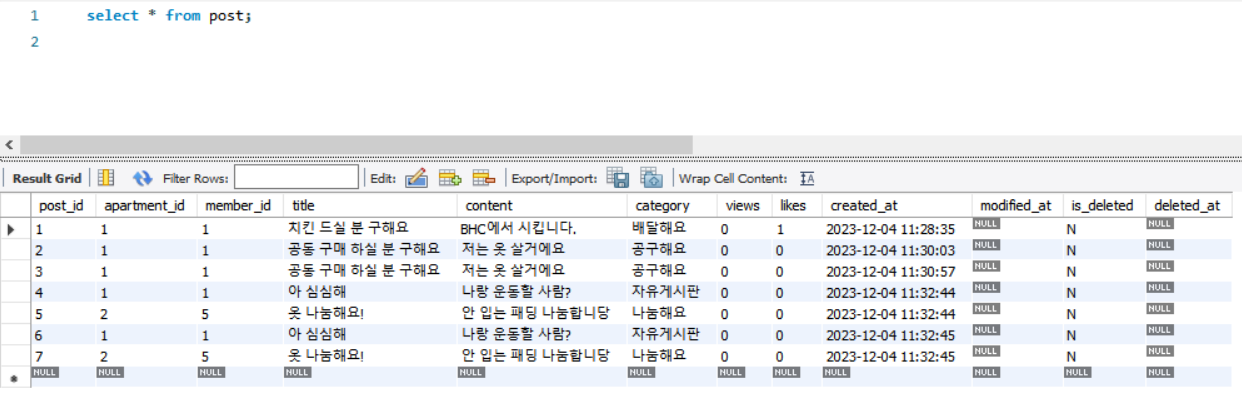 1 select * from post;
2
Result Grid Filter Rows: Edit: Export/Import: Wrap Cell Content: IA
post_id apartment_id member_id title content category views likes created_at modified_at is_deleted deleted_at
1 1 1 치킨 드실 분 구해요 BHC에서 시킵니다. 배달해요 0 1 2023-12-04 11:28:35 NULL N NULL
2 1 1 공동 구매 하실 분 구해요 저는 옷 살거에요 공구해요 0 0 2023-12-04 11:30:03 NULL N NULL
3 1 1 공동 구매 하실 분 구해요 저는 옷 살거에요 공구해요 0 0 2023-12-04 11:30:57 NULL N NULL
4 1 1 아 심심해 나랑 운동할 사람? 자유게시판 0 0 2023-12-04 11:32:44 NULL N NULL
5 2 5 옷 나눔해요! 안 입는 패딩 나눔합니당 나눔해요 0 0 2023-12-04 11:32:44 NULL N NULL
6 1 1 아 심심해 나랑 운동할 사람? 자유게시판 0 0 2023-12-04 11:32:45 NULL N NULL
7 2 5 옷 나눔해요! 안 입는 패딩 나눔합니당 나눔해요 0 0 2023-12-04 11:32:45 NULL N NULL
NULL NULL NULL NULL NULL NULL NULL NULL NULL NULL NULL NULL